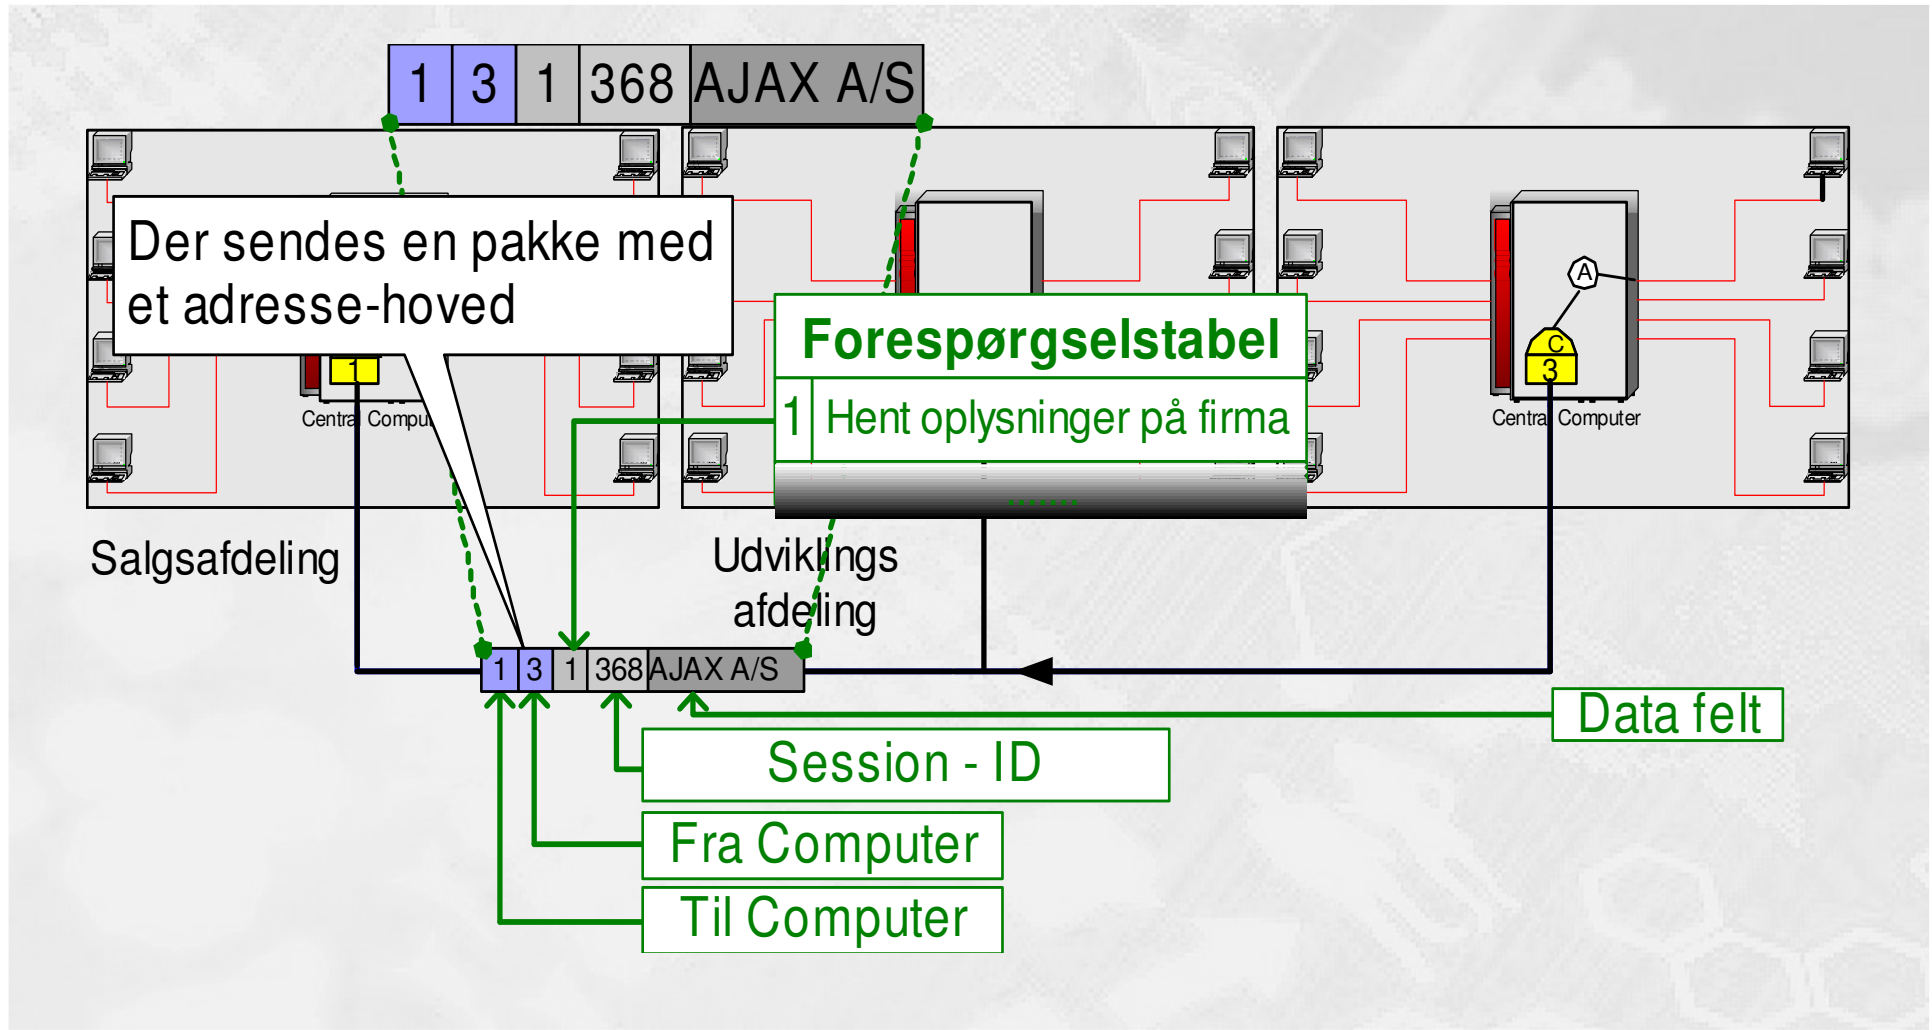 1 3 1 368 AJAX A/S
Der sendes en pakke med
et adresse-hoved
Forespørgselstabel
1 Hent oplysninger på firma
.......
A
C
3
1
Central Comput
Central Computer
Salgsafdeling
Udviklings
afdeling
1 3 1 368 AJAX A/S
Data felt
Session - ID
Fra Computer
Til Computer